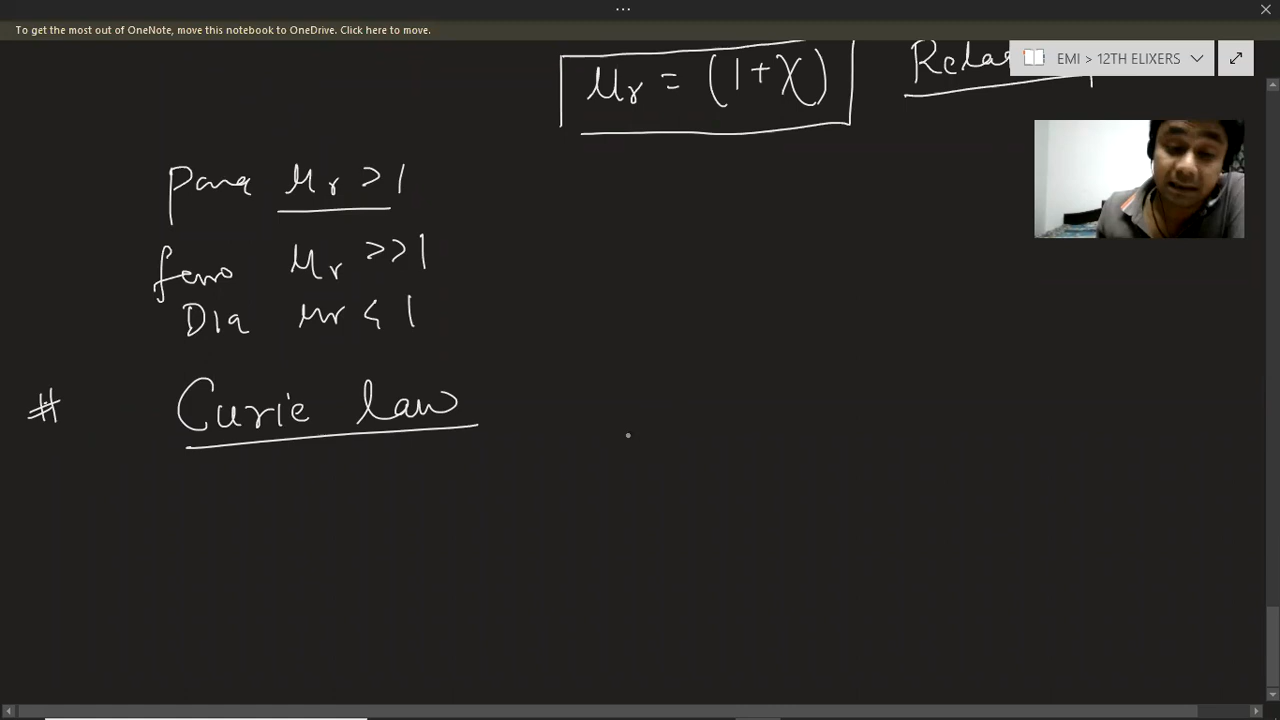 To get the most out of OneNote, move this notebook to OneDrive. Click here to move.
EMI > 12TH ELIXERS
μr = (1+χ)
Para μr >1
ferro μr >>1
Dia μr < 1
# Curie law